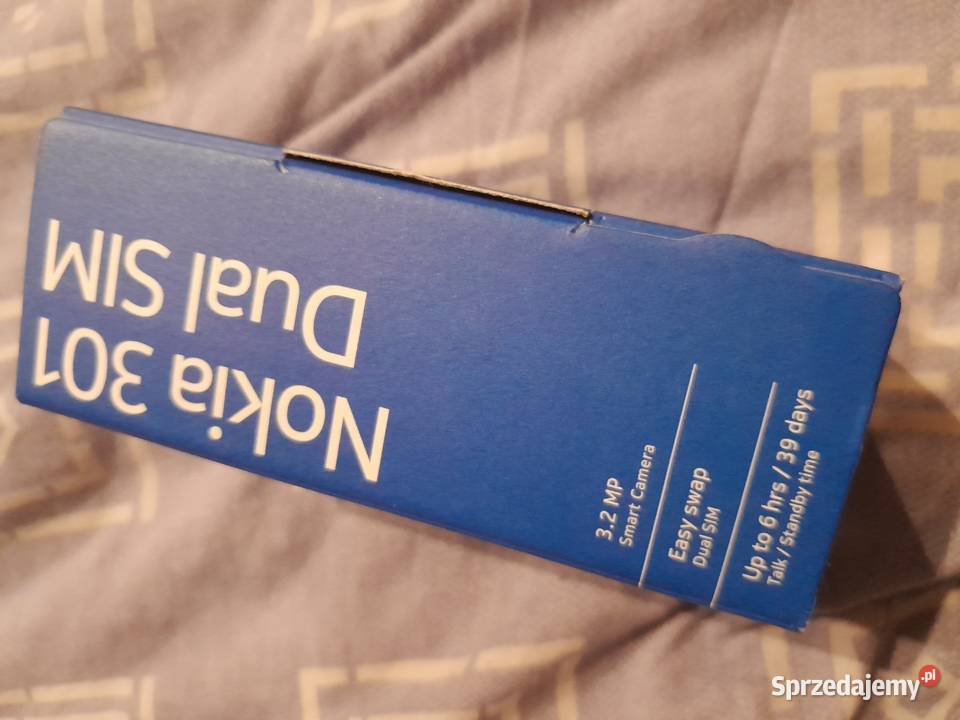 Nokia 301
Dual SIM
3.2 MP
Smart Camera
Easy swap
Dual SIM
Up to 6 hrs / 39 days
Talk / Standby time
Sprzedajemy.pl